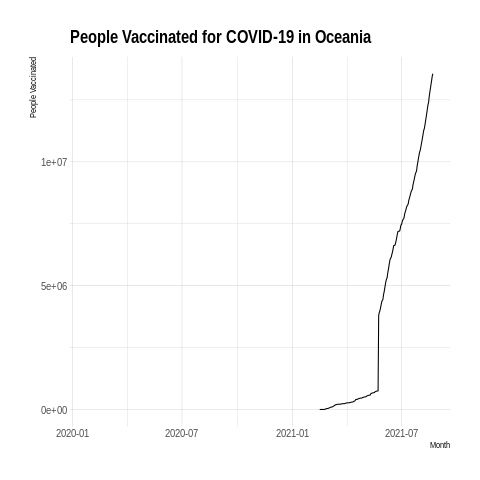 People Vaccinated for COVID-19 in Oceania
People Vaccinated
1e+07
5e+06
0e+00
2020-01 2020-07 2021-01 2021-07
Month